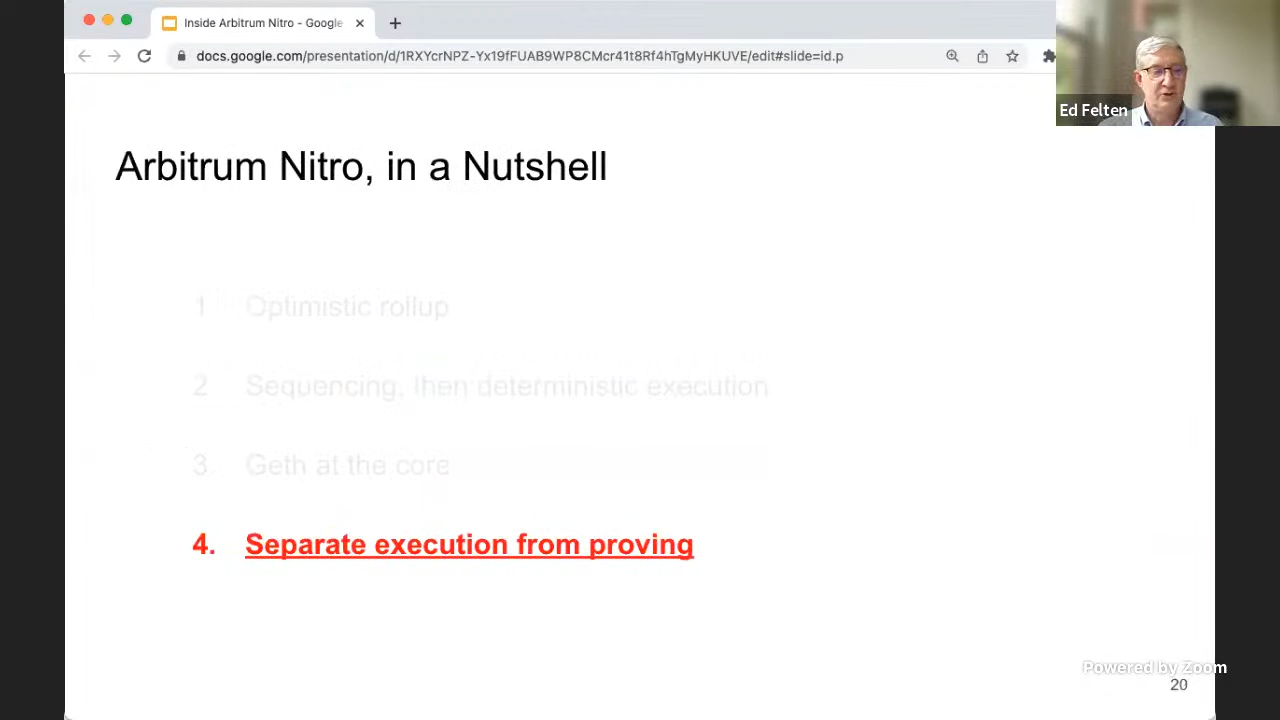 Inside Arbitrum Nitro - Google
docs.google.com/presentation/d/1RXYcrNPZ-Yx19fFUAB9WP8CMcr41t8Rf4hTgMyHKUVE/edit#slide=id.p
Ed Felten
Arbitrum Nitro, in a Nutshell
1 Optimistic rollup
2 Sequencing, then deterministic execution
3. Geth at the core
4. Separate execution from proving
Powered by Zoom
20